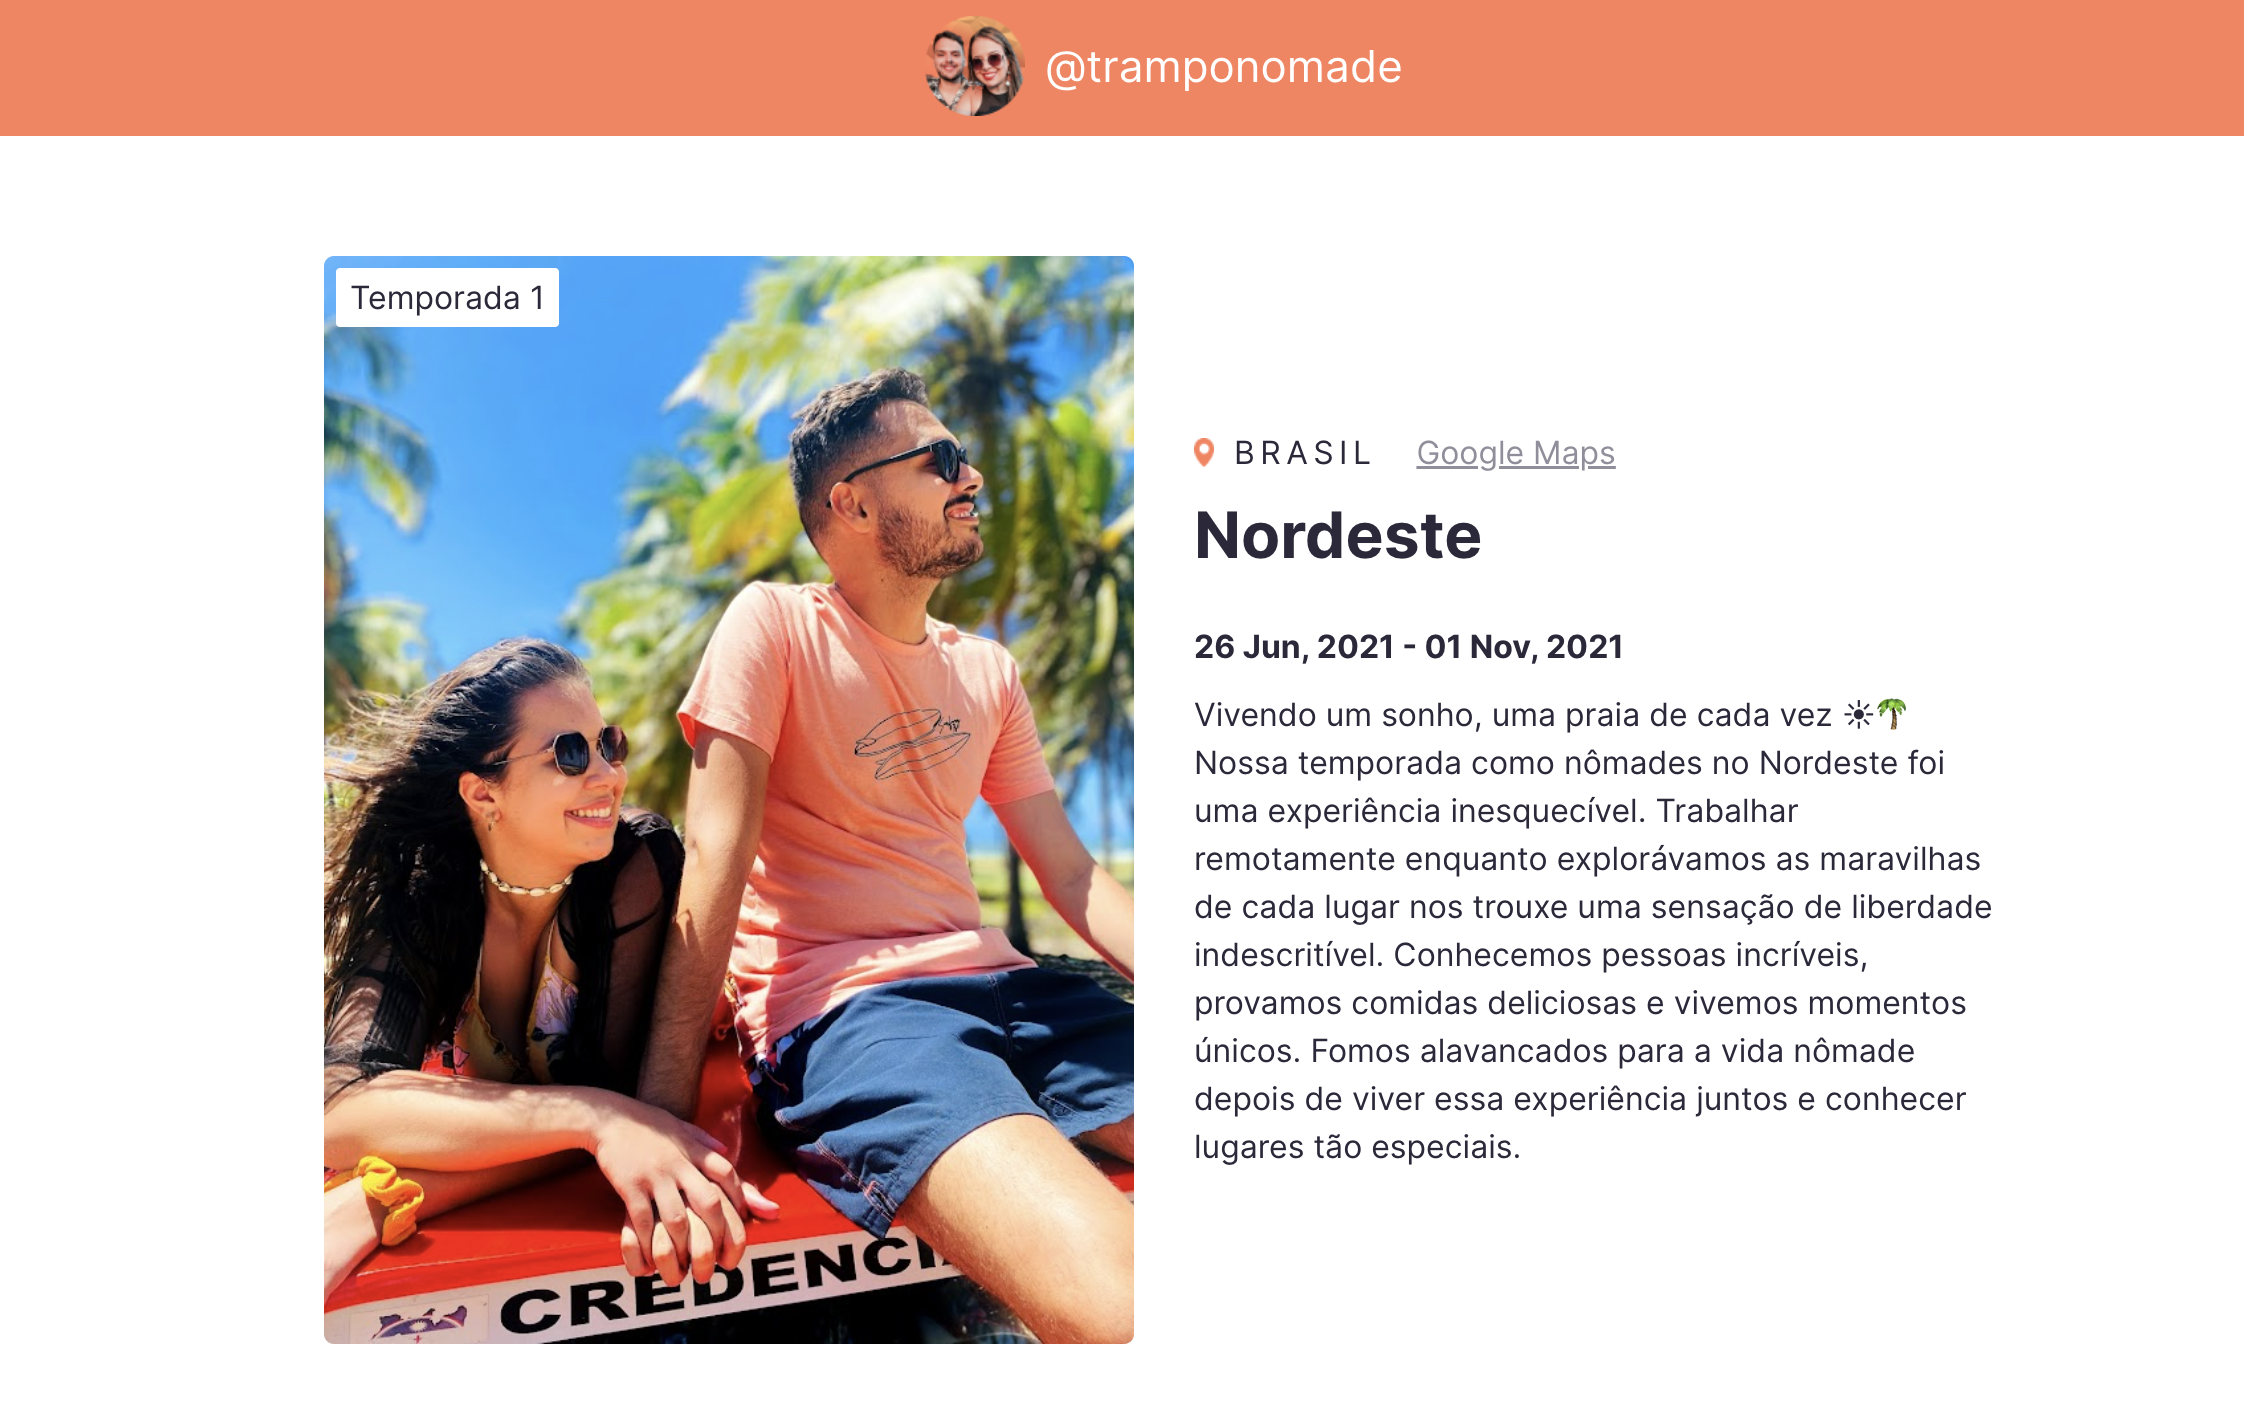 @tramponomade
Temporada 1
CREDENCI
BRASIL Google Maps
Nordeste
26 Jun, 2021 - 01 Nov, 2021
Vivendo um sonho, uma praia de cada vez ☀🌴
Nossa temporada como nômades no Nordeste foi
uma experiência inesquecível. Trabalhar
remotamente enquanto explorávamos as maravilhas
de cada lugar nos trouxe uma sensação de liberdade
indescritível. Conhecemos pessoas incríveis,
provamos comidas deliciosas e vivemos momentos
únicos. Fomos alavancados para a vida nômade
depois de viver essa experiência juntos e conhecer
lugares tão especiais.